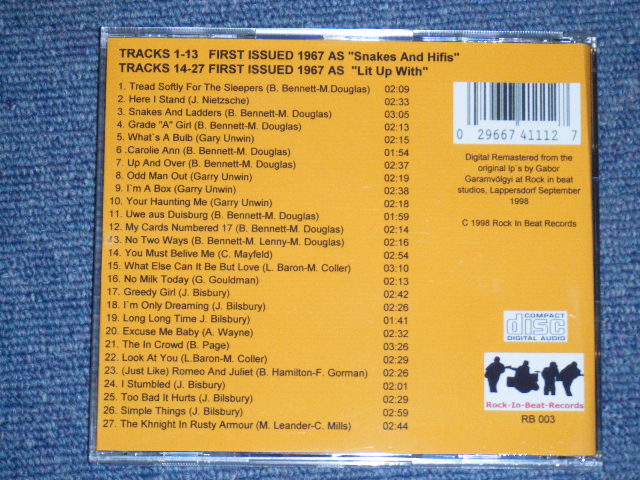 TRACKS 1-13 FIRST ISSUED 1967 AS "Snakes And Hifis"
TRACKS 14-27 FIRST ISSUED 1967 AS "Lit Up With"
1. Tread Softly For The Sleepers (B. Bennett-M.Douglas) 02:09
2. Here I Stand (J. Nietzsche) 02:33
3. Snakes And Ladders (B. Bennett-M. Douglas) 03:05
4. Grade "A" Girl (B. Bennett-M. Douglas) 02:13
5. What`s A Bulb (Gary Unwin) 02:15
6 .Carolie Ann (B. Bennett-M. Douglas) 01:54
7. Up And Over (B. Bennett-M. Douglas) 02:37
8. Odd Man Out (Garry Unwin) 02:19
9. I`m A Box (Garry Unwin) 02:38
10. Your Haunting Me (Garry Unwin) 02:18
11. Uwe aus Duisburg (B. Bennett-M. Douglas) 01:59
12. My Cards Numbered 17 (B. Bennett-M. Douglas) 02:14
13. No Two Ways (B. Bennett-M. Lenny-M. Douglas) 02:16
14. You Must Belive Me (C. Mayfeld) 02:54
15. What Else Can It Be But Love (L. Baron-M. Coller) 03:10
16. No Milk Today (G. Gouldman) 02:13
17. Greedy Girl (J. Bisbury) 02:42
18. I`m Only Dreaming (J. Bilsbury) 02:26
19. Long Long Time J. Bilsbury) 01:41
20. Excuse Me Baby (A. Wayne) 02:32
21. The In Crowd (B. Page) 03:26
22. Look At You (L.Baron-M. Coller) 02:29
23. (Just Like) Romeo And Juliet (B. Hamilton-F. Gorman) 02:26
24. I Stumbled (J. Bisbury) 02:01
25. Too Bad It Hurts (J. Bilsbury) 02:29
26. Simple Things (J. Bilsbury) 02:59
27. The Khnight In Rusty Armour (M. Leander-C. Mills) 02:44
0 29667 41112 7
Digital Remastered from the
original lp`s by Gabor
Garamvölgyi at Rock in beat
studios, Lappersdorf September
1998
C 1998 Rock In Beat Records
COMPACT
disc
DIGITAL AUDIO
Rock-In-Beat-Records
RB 003